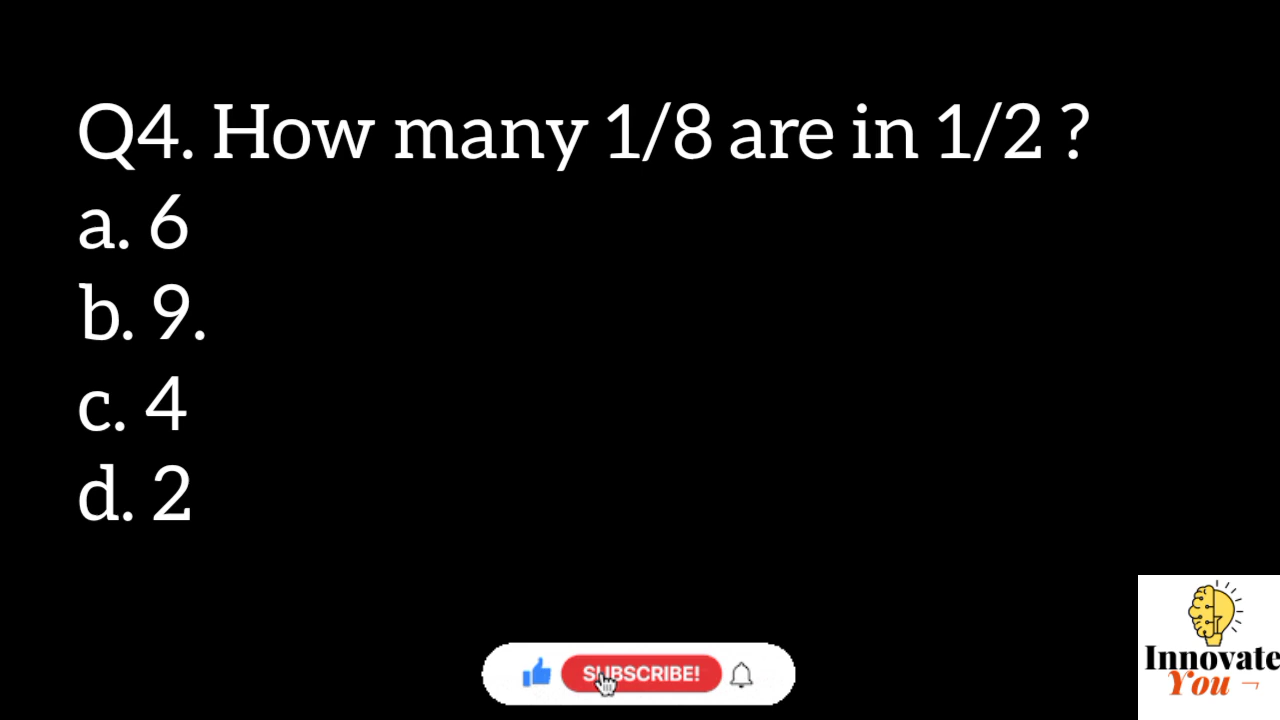 Q4. How many 1/8 are in 1/2 ?
a. 6
b. 9.
c. 4
d. 2
SUBSCRIBE!
Innovate
You